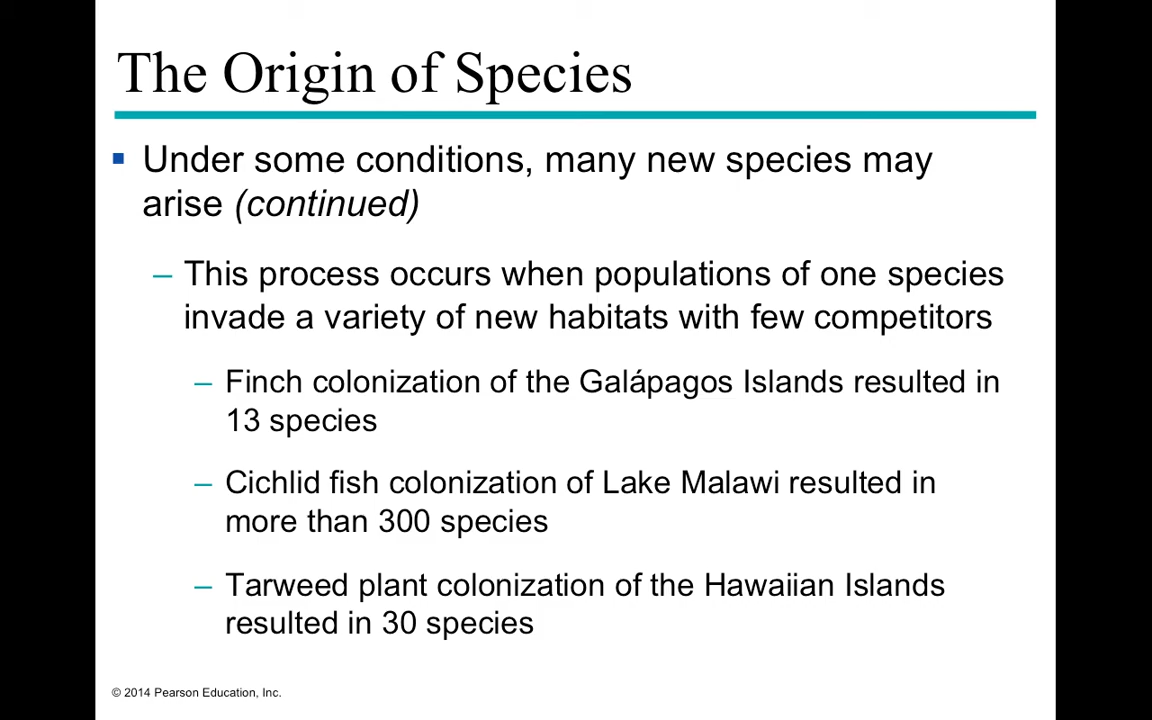 The Origin of Species
Under some conditions, many new species may
arise (continued)
– This process occurs when populations of one species
invade a variety of new habitats with few competitors
– Finch colonization of the Galápagos Islands resulted in
13 species
– Cichlid fish colonization of Lake Malawi resulted in
more than 300 species
– Tarweed plant colonization of the Hawaiian Islands
resulted in 30 species
© 2014 Pearson Education, Inc.